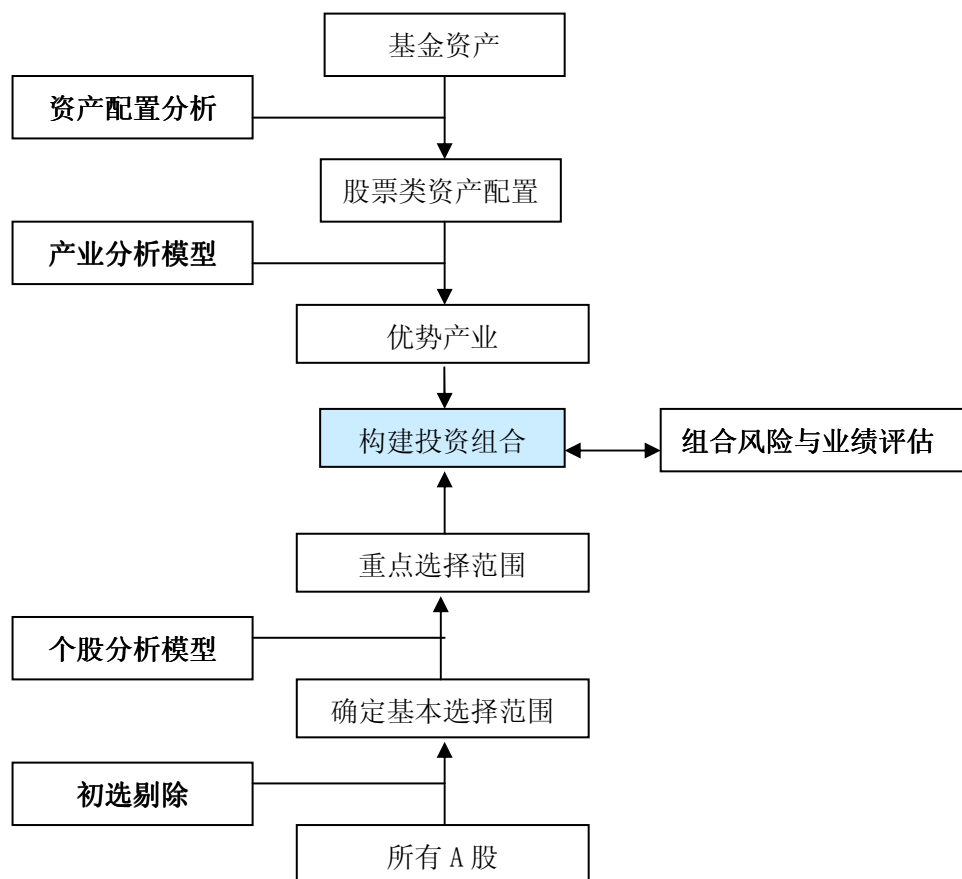 基金资产
资产配置分析
股票类资产配置
产业分析模型
优势产业
构建投资组合
组合风险与业绩评估
重点选择范围
个股分析模型
确定基本选择范围
初选剔除
所有 A 股